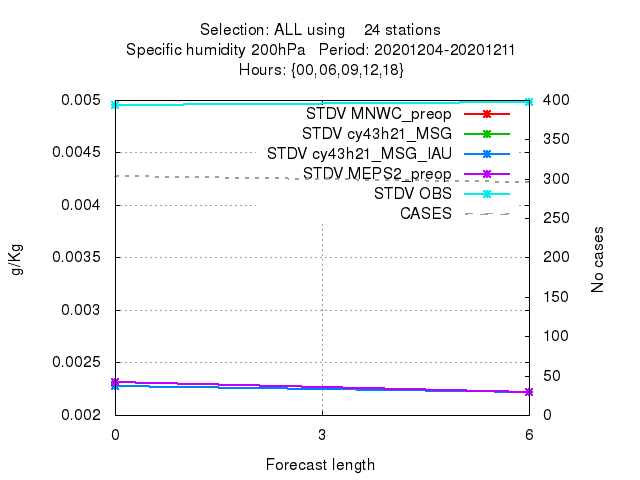 Selection: ALL using 24 stations
Specific humidity 200hPa Period: 20201204-20201211
Hours: {00,06,09,12,18}
0.005
0.0045
0.004
0.0035
0.003
0.0025
0.002
g/Kg
STDV MNWC_preop
STDV cy43h21_MSG
STDV cy43h21_MSG_IAU
STDV MEPS2_preop
STDV OBS
CASES
400
350
300
250
200
150
100
50
0
No cases
0 3 6
Forecast length